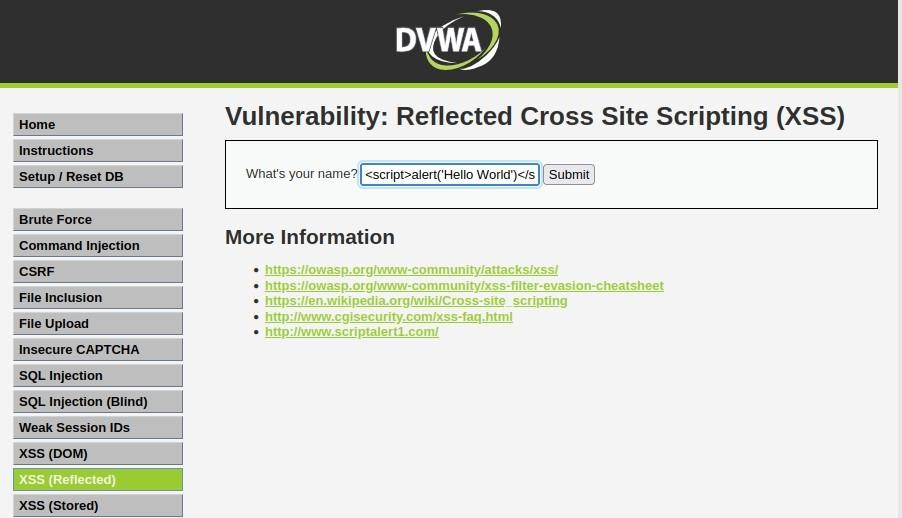 DVWA
Home
Instructions
Setup / Reset DB
Brute Force
Command Injection
CSRF
File Inclusion
File Upload
Insecure CAPTCHA
SQL Injection
SQL Injection (Blind)
Weak Session IDs
XSS (DOM)
XSS (Reflected)
XSS (Stored)
Vulnerability: Reflected Cross Site Scripting (XSS)
What's your name? <script>alert('Hello World')</s Submit
More Information
https://owasp.org/www-community/attacks/xss/
https://owasp.org/www-community/xss-filter-evasion-cheatsheet
https://en.wikipedia.org/wiki/Cross-site_scripting
http://www.cgisecurity.com/xss-faq.html
http://www.scriptalert1.com/